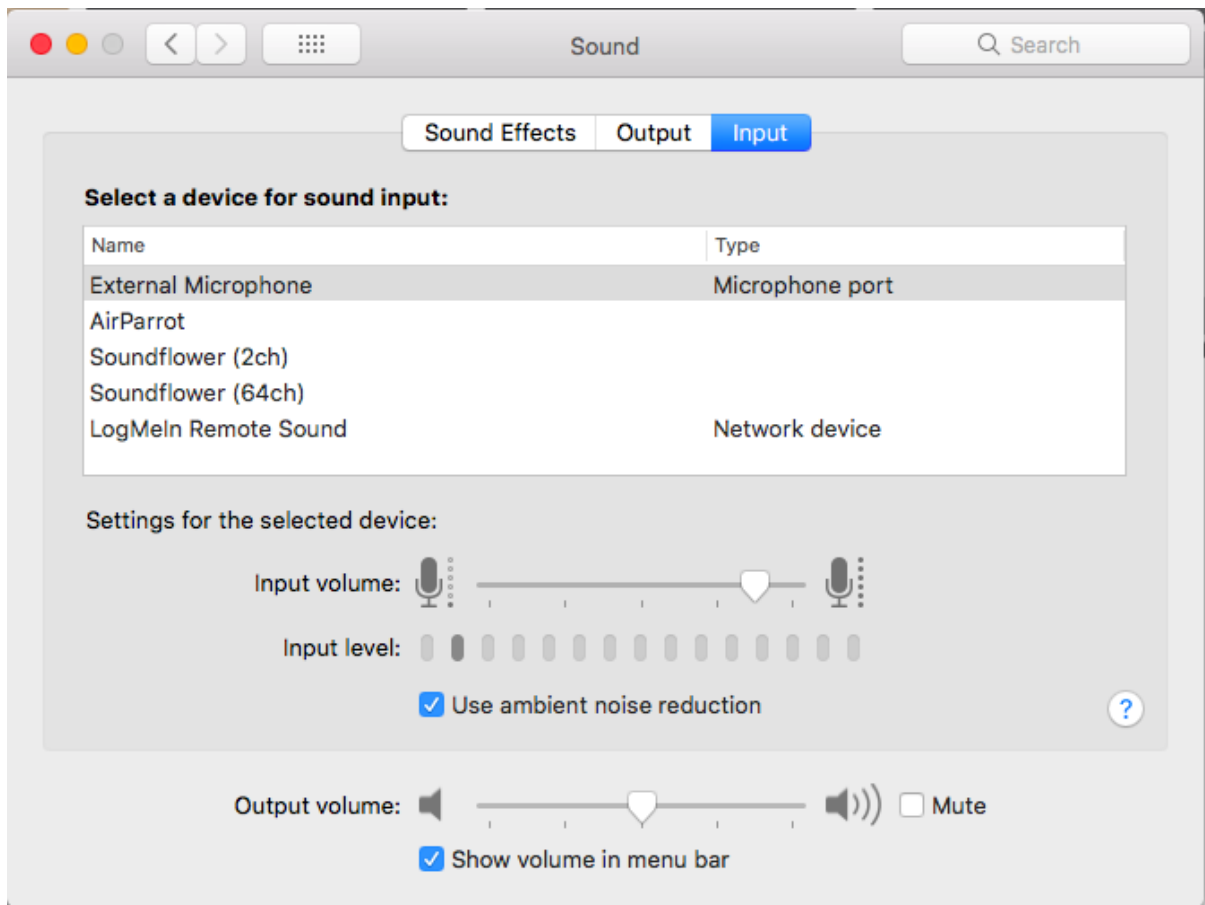 Sound
Search
Sound Effects Output Input
Select a device for sound input:
Name Type
External Microphone Microphone port
AirParrot
Soundflower (2ch)
Soundflower (64ch)
LogMeIn Remote Sound Network device
Settings for the selected device:
Input volume:
Input level:
Use ambient noise reduction
?
Output volume: Mute
Show volume in menu bar